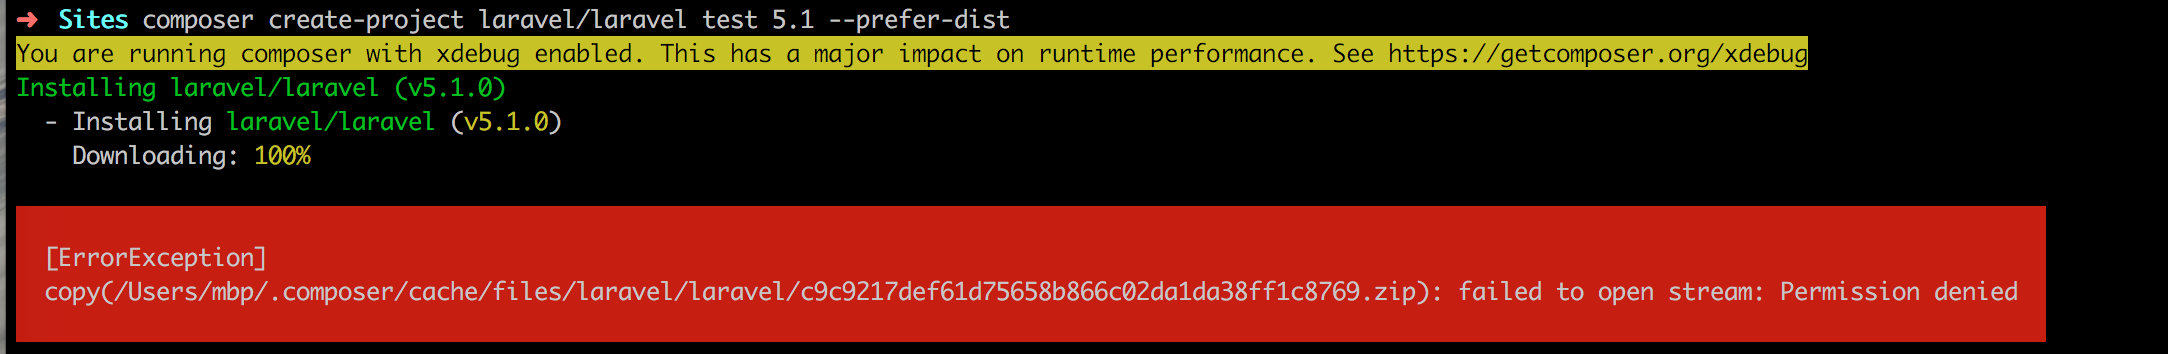 ➜ Sites composer create-project laravel/laravel test 5.1 --prefer-dist
You are running composer with xdebug enabled. This has a major impact on runtime performance. See https://getcomposer.org/xdebug
Installing laravel/laravel (v5.1.0)
- Installing laravel/laravel (v5.1.0)
Downloading: 100%
[ErrorException]
copy(/Users/mbp/.composer/cache/files/laravel/laravel/c9c9217def61d75658b866c02da1da38ff1c8769.zip): failed to open stream: Permission denied